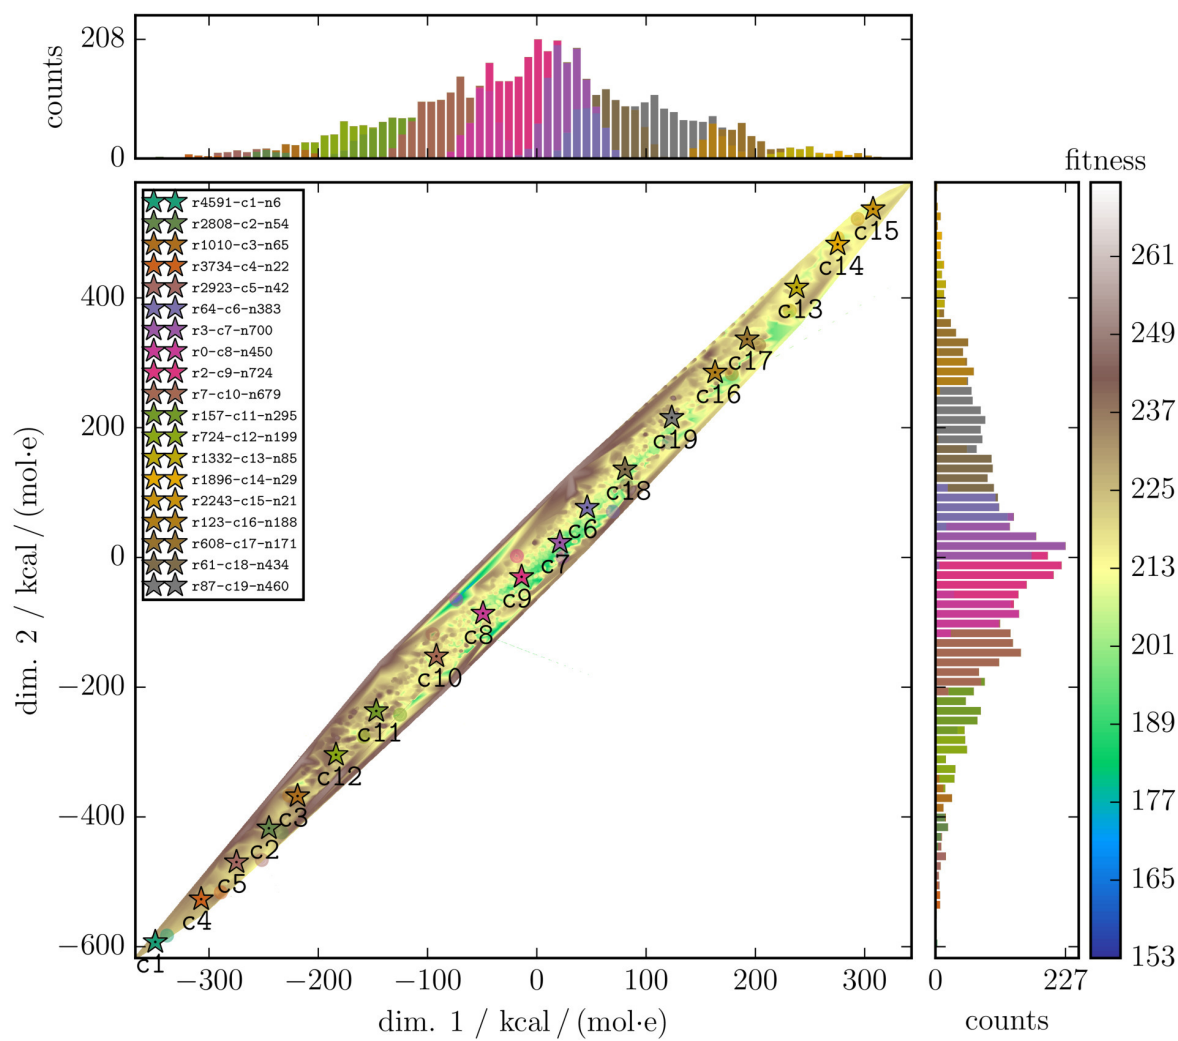 208
counts
0
fitness
r4591-c1-n6
r2808-c2-n54
r1010-c3-n65
r3734-c4-n22
r2923-c5-n42
r64-c6-n383
r3-c7-n700
r0-c8-n450
r2-c9-n724
r7-c10-n679
r157-c11-n295
r724-c12-n199
r1332-c13-n85
r1896-c14-n29
r2243-c15-n21
r123-c16-n188
r608-c17-n171
r61-c18-n434
r87-c19-n460
c15
c14
c13
c17
c16
c19
c18
c6
c7
c9
c8
c10
c11
c12
c3
c2
c5
c4
c1
400
200
0
−200
−400
−600
dim. 2 / kcal / (mol·e)
−300 −200 −100 0 100 200 300
dim. 1 / kcal / (mol·e)
0 227
counts
261
249
237
225
213
201
189
177
165
153